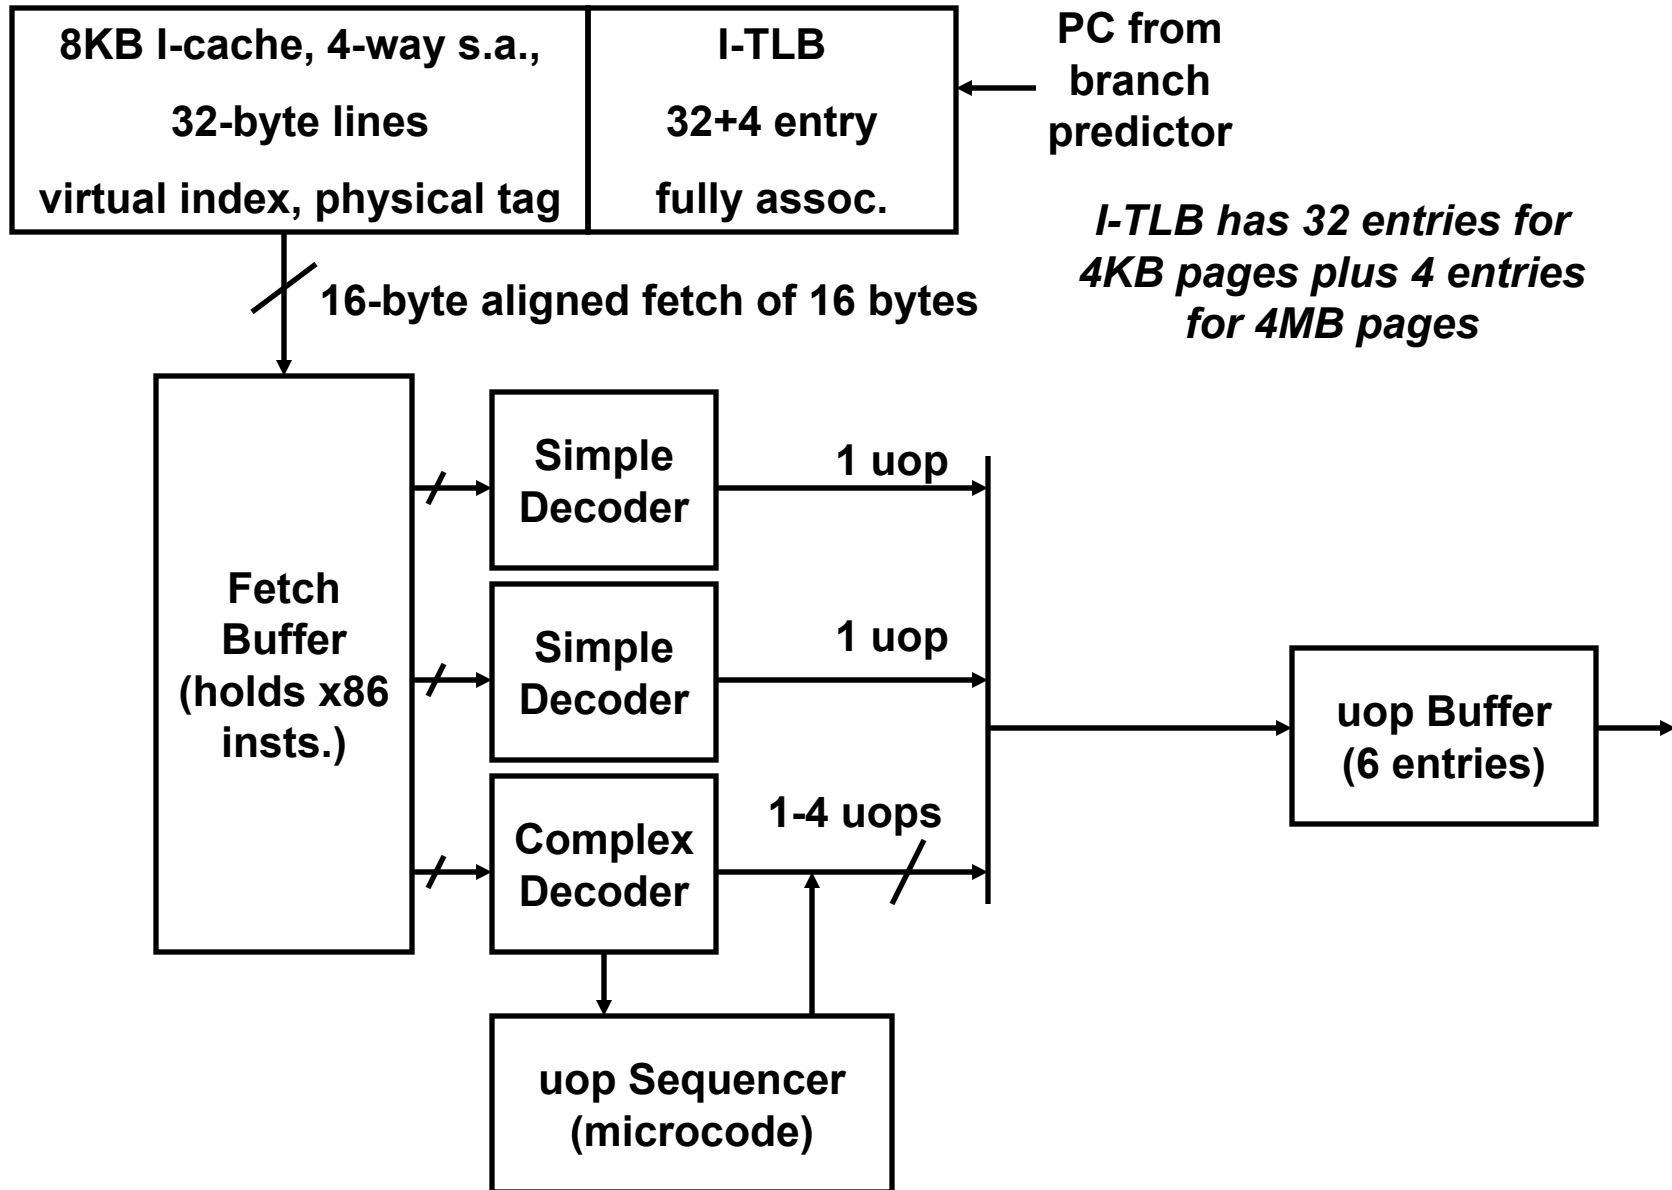 8KB I-cache, 4-way s.a.,
32-byte lines
virtual index, physical tag
I-TLB
32+4 entry
fully assoc.
PC from
branch
predictor
I-TLB has 32 entries for
4KB pages plus 4 entries
for 4MB pages
16-byte aligned fetch of 16 bytes
Fetch
Buffer
(holds x86
insts.)
Simple
Decoder
1 uop
Simple
Decoder
1 uop
Complex
Decoder
1-4 uops
uop Buffer
(6 entries)
uop Sequencer
(microcode)